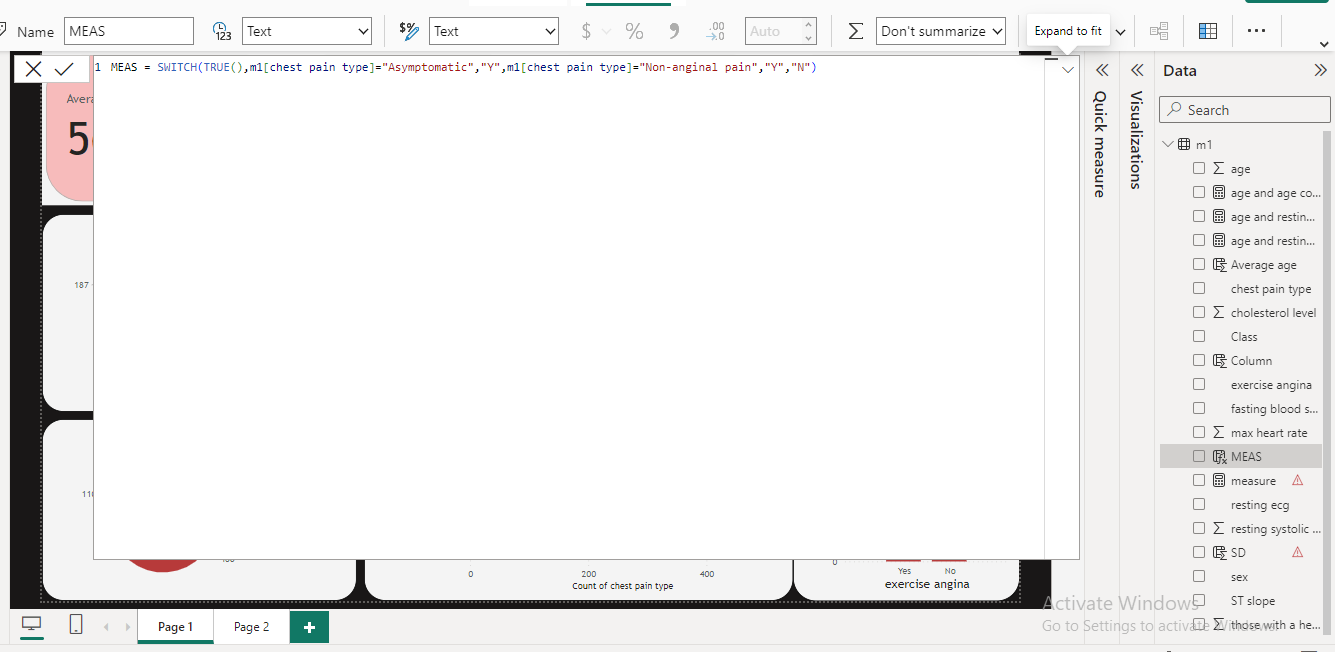 Name MEAS 123 Text $% Text $ % , .00 →.0 Auto Σ Don't summarize Expand to fit ...
1 MEAS = SWITCH(TRUE(),m1[chest pain type]="Asymptomatic","Y",m1[chest pain type]="Non-anginal pain","Y","N")
Avera
187
Yes No
0 200 400
Count of chest pain type
exercise angina
Quick measure
Visualizations
Data
Search
m1
age
age and age co...
age and restin...
age and restin...
Average age
chest pain type
cholesterol level
Class
Column
exercise angina
fasting blood s...
max heart rate
MEAS
measure
resting ecg
resting systolic ...
SD
sex
ST slope
those with a he...
Activate Windows
Go to Settings to activate Windows.
Page 1 Page 2 +